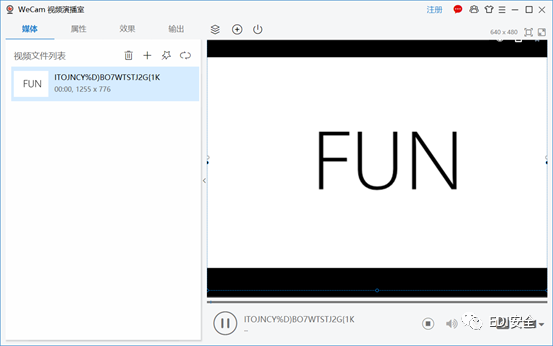 WeCam 视频演播室
注册
媒体
属性
效果
输出
640 x 480
视频文件列表
FUN
ITOJNCY%D)BO7WTSTJ2G{1K
00:00, 1255 x 776
FUN
ITOJNCY%D)BO7WTSTJ2G{1K
--
EDI安全